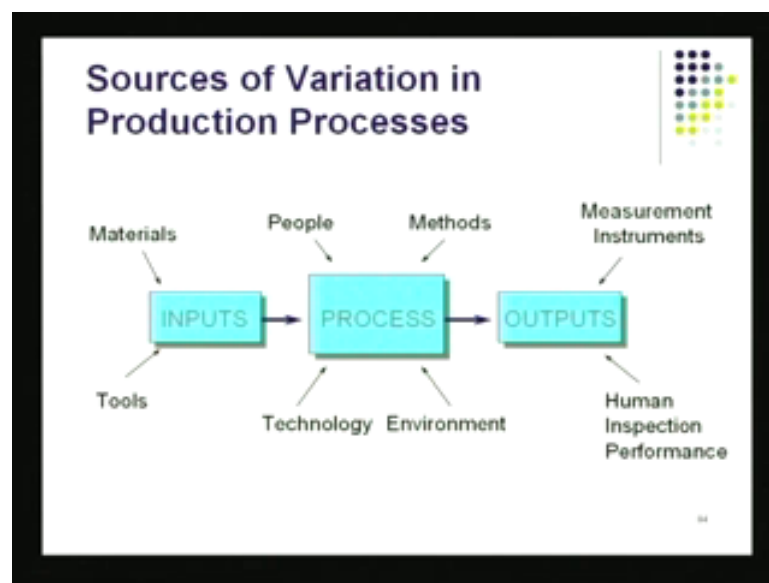 Sources of Variation in
Production Processes
Materials
People
Methods
Measurement
Instruments
INPUTS
PROCESS
OUTPUTS
Tools
Technology
Environment
Human
Inspection
Performance